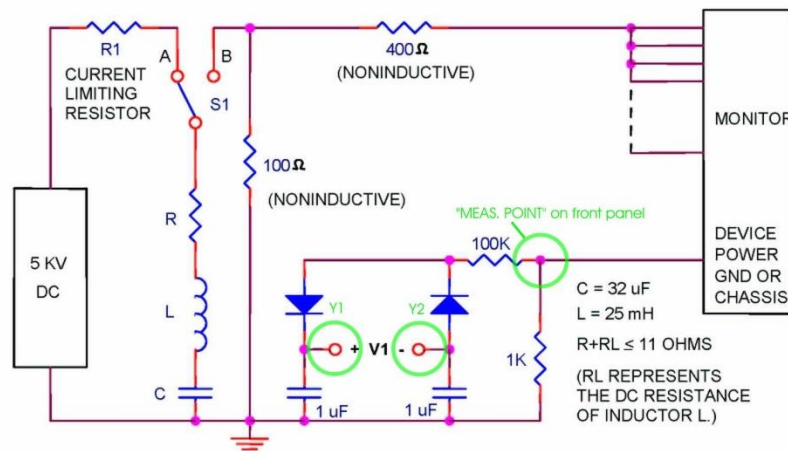 R1
CURRENT
LIMITING
RESISTOR
A
B
S1
400Ω
(NONINDUCTIVE)
MONITOR
100Ω
(NONINDUCTIVE)
R
"MEAS. POINT" on front panel
5 KV
DC
L
100K
DEVICE
POWER
GND OR
CHASSIS
Y1
Y2
+ V1 -
C
1 uF
1 uF
1K
C = 32 uF
L = 25 mH
R+RL ≤ 11 OHMS
(RL REPRESENTS
THE DC RESISTANCE
OF INDUCTOR L.)